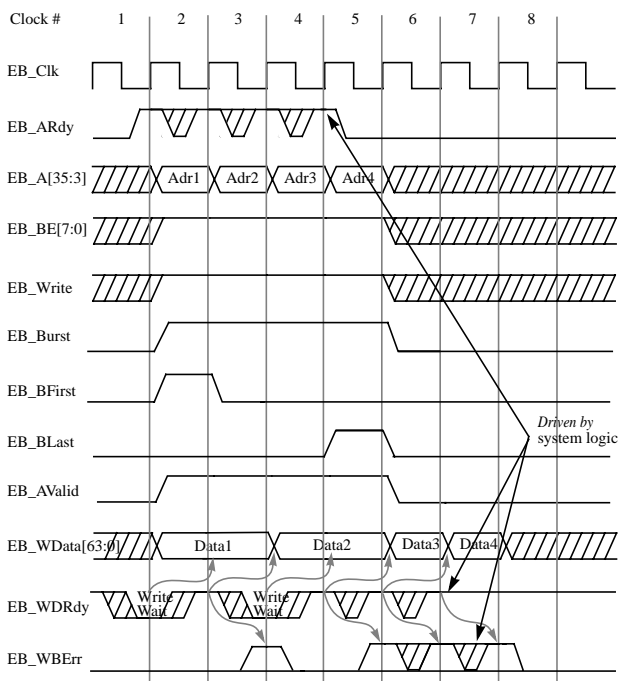 Clock # 1 2 3 4 5 6 7 8
EB_Clk
EB_ARdy
EB_A[35:3] Adr1 Adr2 Adr3 Adr4
EB_BE[7:0]
EB_Write
EB_Burst
EB_BFirst
Driven by
system logic
EB_BLast
EB_AValid
EB_WData[63:0] Data1 Data2 Data3 Data4
EB_WDRdy Write Wait Write Wait
EB_WBErr